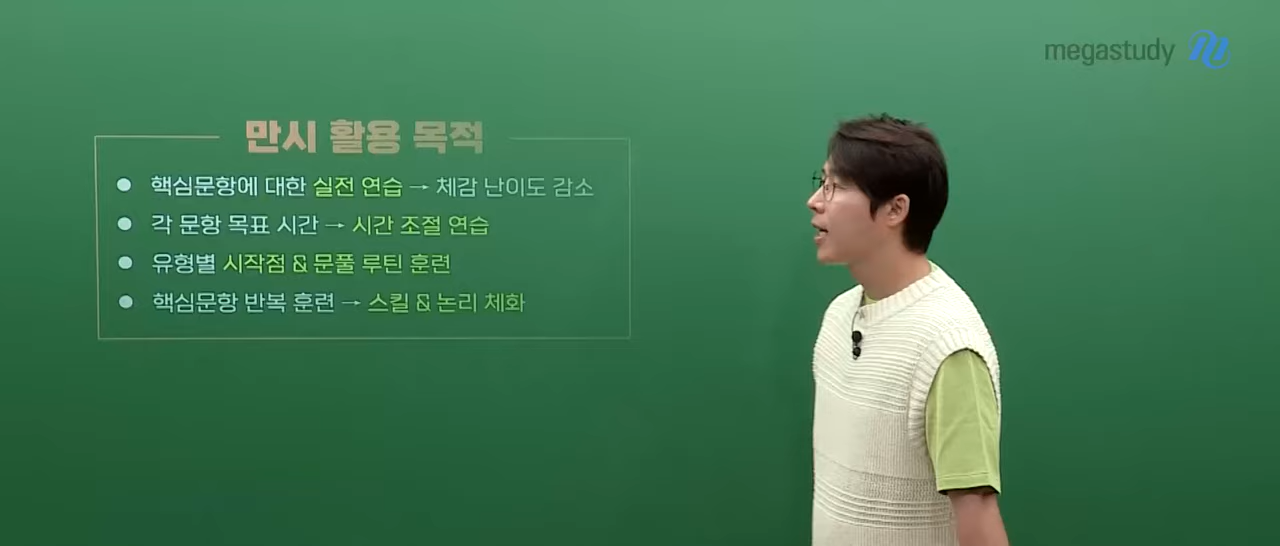 megastudy
만시 활용 목적
핵심문항에 대한 실전 연습 → 체감 난이도 감소
각 문항 목표 시간 → 시간 조절 연습
유형별 시작점 & 문풀 루틴 훈련
핵심문항 반복 훈련 → 스킬 & 논리 체화